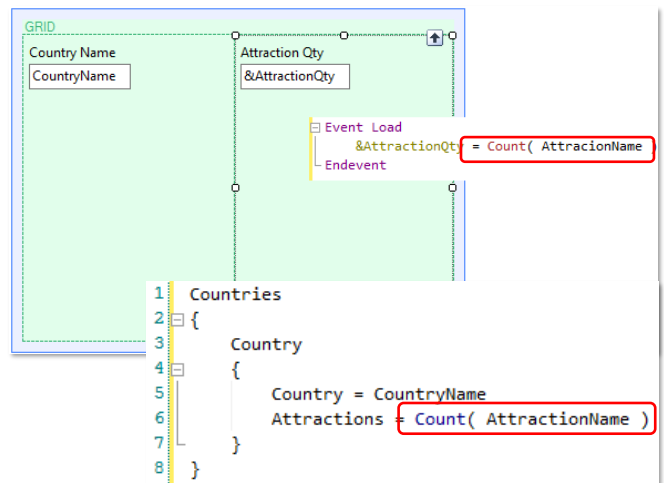 GRID
Country Name
Attraction Qty
CountryName
&AttractionQty
Event Load
&AttractionQty = Count( AttracionName )
Endevent
1 Countries
2 {
3 Country
4 {
5 Country = CountryName
6 Attractions = Count( AttractionName )
7 }
8 }